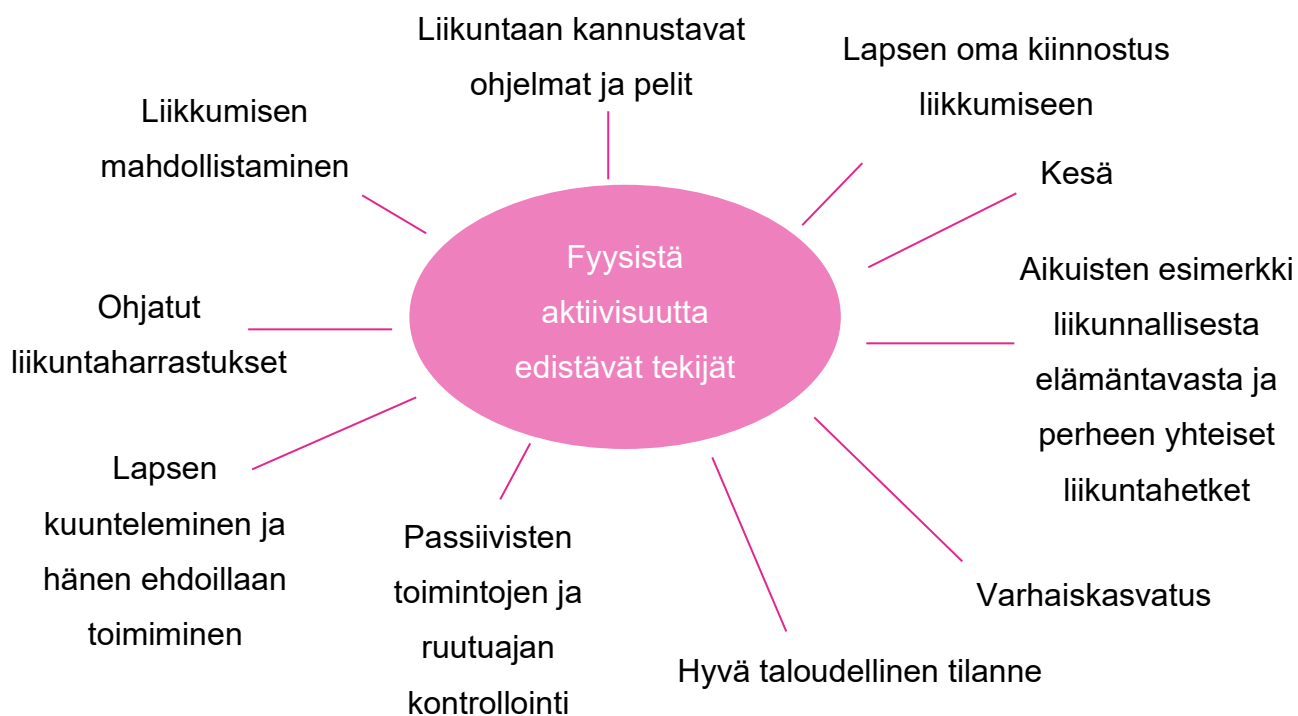 Liikuntaan kannustavat
ohjelmat ja pelit
Lapsen oma kiinnostus
liikkumiseen
Liikkumisen
mahdollistaminen
Kesä
Fyysistä
aktiivisuutta
edistävät tekijät
Aikuisten esimerkki
liikunnallisesta
elämäntavasta ja
perheen yhteiset
liikuntahetket
Ohjatut
liikuntaharrastukset
Lapsen
kuunteleminen ja
hänen ehdoillaan
toimiminen
Passiivisten
toimintojen ja
ruutuajan
kontrollointi
Varhaiskasvatus
Hyvä taloudellinen tilanne